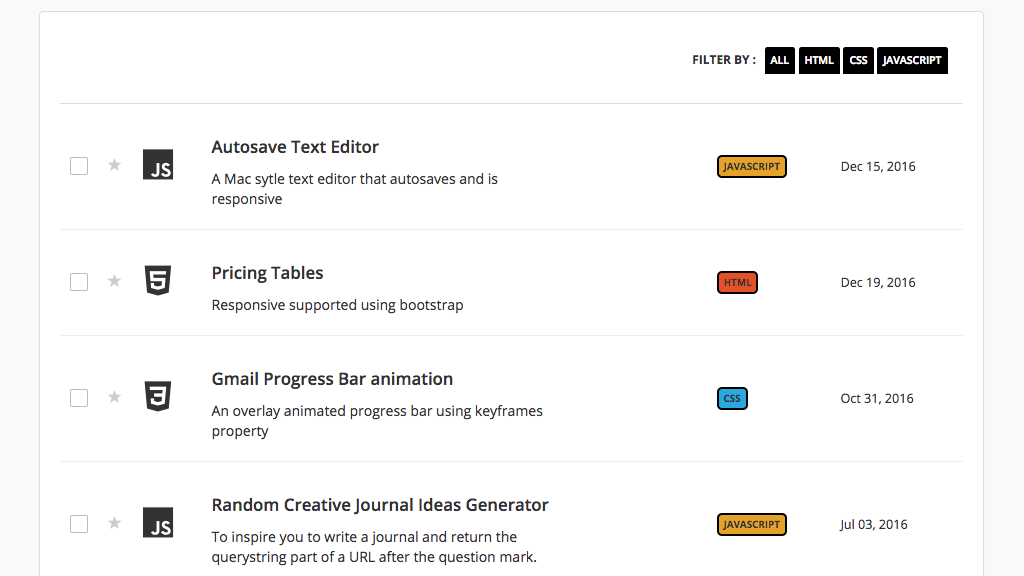 FILTER BY : ALL HTML CSS JAVASCRIPT
JS
Autosave Text Editor
A Mac sytle text editor that autosaves and is
responsive
JAVASCRIPT
Dec 15, 2016
5
Pricing Tables
Responsive supported using bootstrap
HTML
Dec 19, 2016
3
Gmail Progress Bar animation
An overlay animated progress bar using keyframes
property
CSS
Oct 31, 2016
JS
Random Creative Journal Ideas Generator
To inspire you to write a journal and return the
querystring part of a URL after the question mark.
JAVASCRIPT
Jul 03, 2016